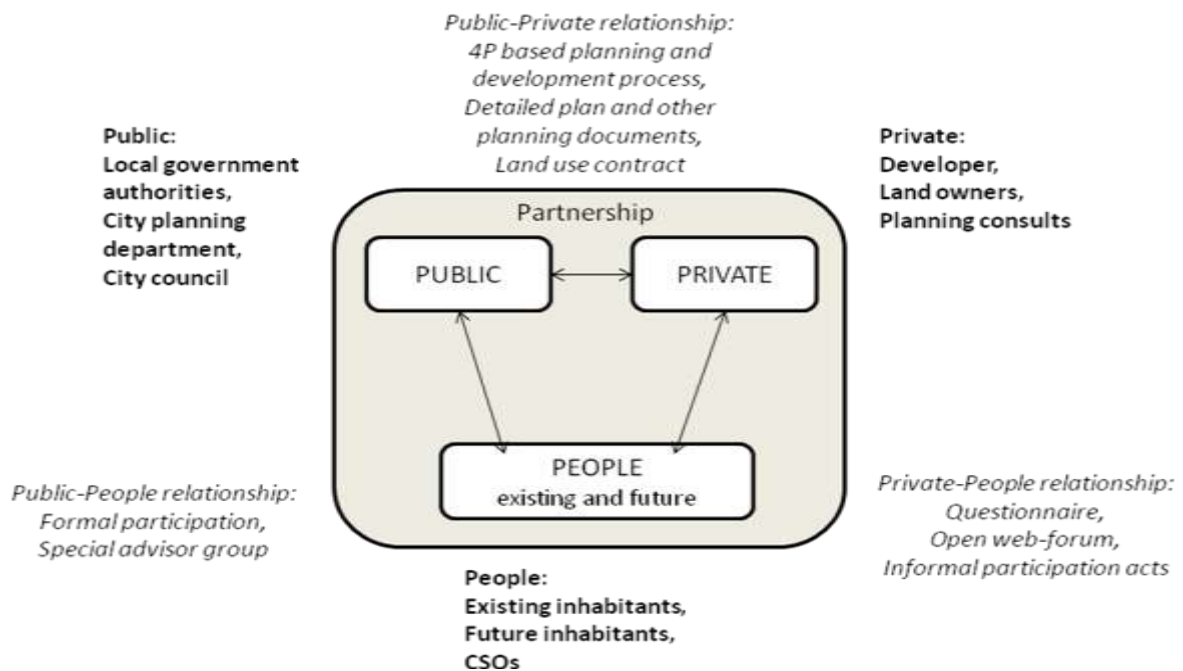 Public-Private relationship:
4P based planning and
development process,
Detailed plan and other
planning documents,
Land use contract
Public:
Local government
authorities,
City planning
department,
City council
Private:
Developer,
Land owners,
Planning consults
Partnership
PUBLIC
PRIVATE
PEOPLE
existing and future
Public-People relationship:
Formal participation,
Special advisor group
Private-People relationship:
Questionnaire,
Open web-forum,
Informal participation acts
People:
Existing inhabitants,
Future inhabitants,
CSOs